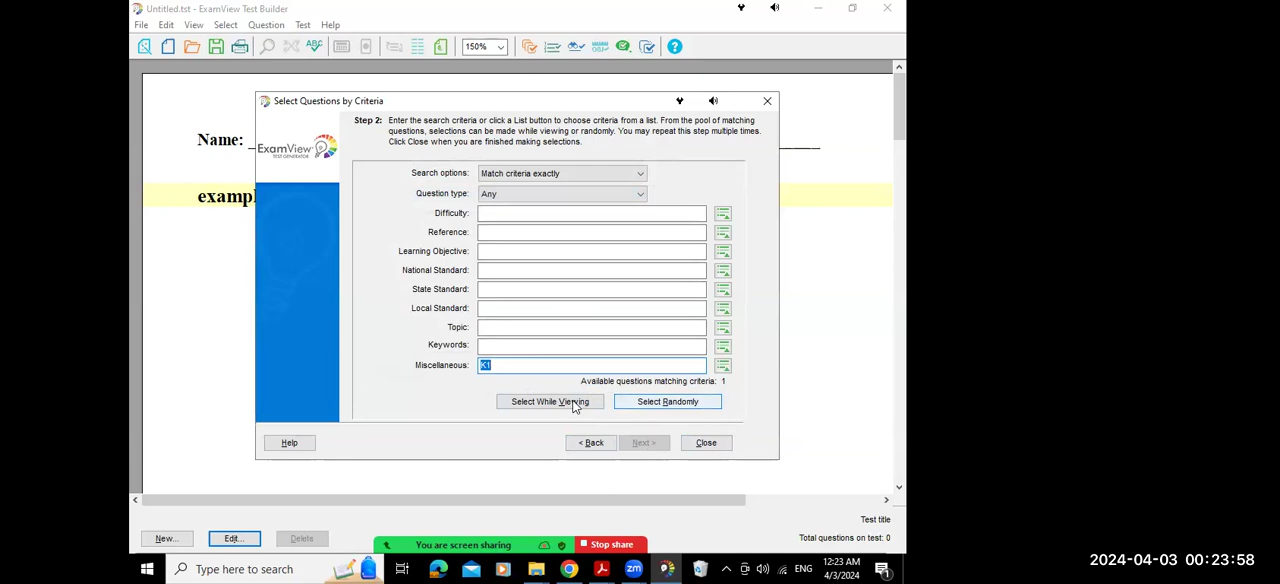 Untitled.tst - ExamView Test Builder
File Edit View Select Question Test Help
150%
Name:
Select Questions by Criteria
ExamView
TEST GENERATOR
Step 2: Enter the search criteria or click a List button to choose criteria from a list. From the pool of matching
questions, selections can be made while viewing or randomly. You may repeat this step multiple times.
Click Close when you are finished making selections.
Search options: Match criteria exactly
Question type: Any
Difficulty:
Reference:
Learning Objective:
National Standard:
State Standard:
Local Standard:
Topic:
Keywords:
Miscellaneous: K1
Available questions matching criteria: 1
Select While Viewing Select Randomly
Help < Back Next > Close
Test title
New... Edit... Delete Total questions on test: 0
You are screen sharing Stop share
Type here to search
ENG 12:23 AM
4/3/2024
2024-04-03 00:23:58